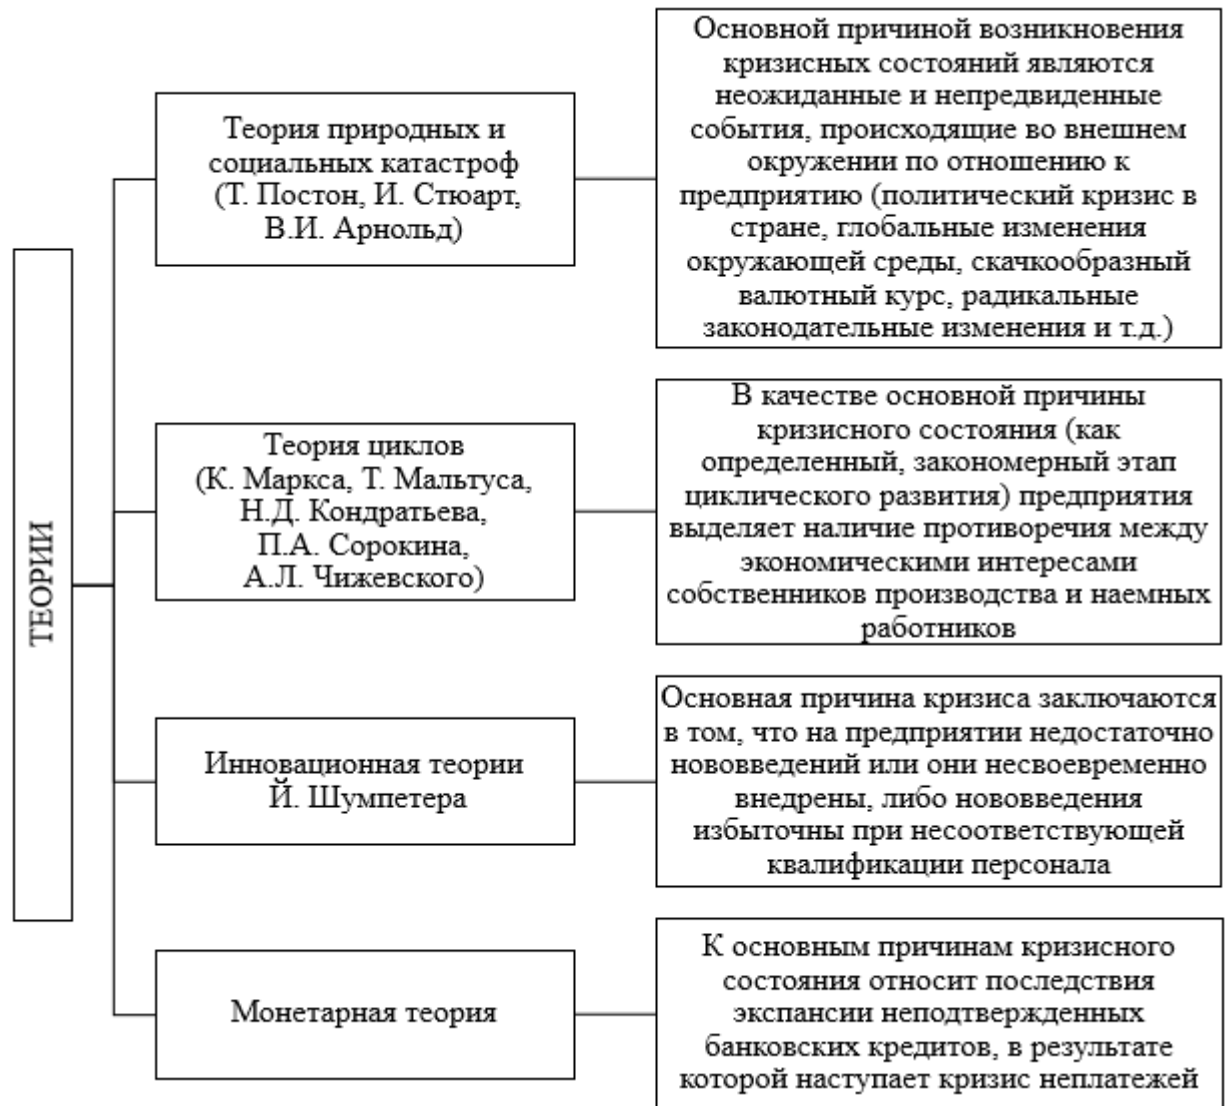 ТЕОРИИ
Теория природных и
социальных катастроф
(Т. Постон, И. Стюарт,
В.И. Арнольд)
Основной причиной возникновения
кризисных состояний являются
неожиданные и непредвиденные
события, происходящие во внешнем
окружении по отношению к
предприятию (политический кризис в
стране, глобальные изменения
окружающей среды, скачкообразный
валютный курс, радикальные
законодательные изменения и т.д.)
Теория циклов
(К. Маркса, Т. Мальтуса,
Н.Д. Кондратьева,
П.А. Сорокина,
А.Л. Чижевского)
В качестве основной причины
кризисного состояния (как
определенный, закономерный этап
циклического развития) предприятия
выделяет наличие противоречия между
экономическими интересами
собственников производства и наемных
работников
Инновационная теории
Й. Шумпетера
Основная причина кризиса заключаются
в том, что на предприятии недостаточно
нововведений или они несвоевременно
внедрены, либо нововведения
избыточны при несоответствующей
квалификации персонала
Монетарная теория
К основным причинам кризисного
состояния относит последствия
экспансии неподтвержденных
банковских кредитов, в результате
которой наступает кризис неплатежей